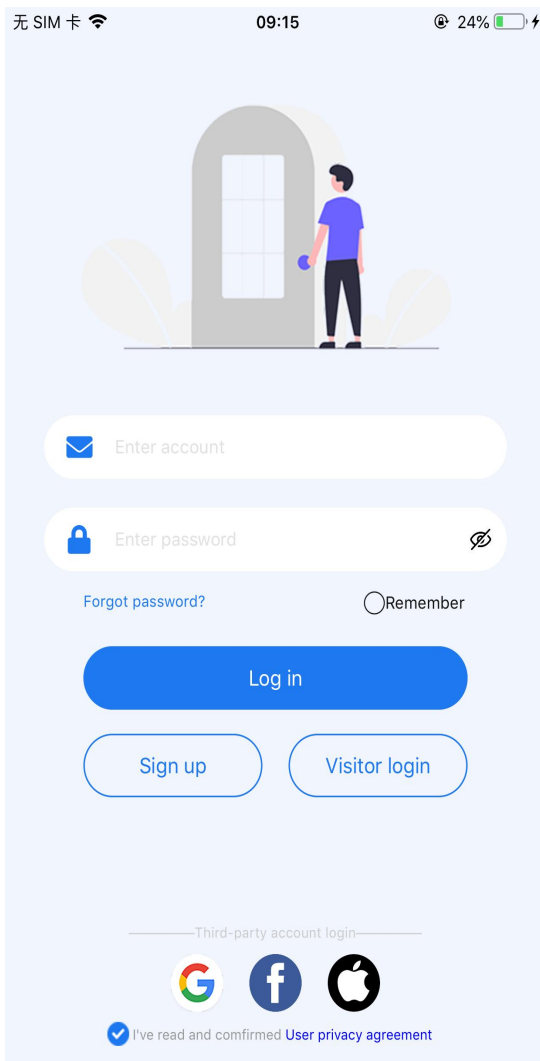 无 SIM 卡 09:15 24%
Enter account
Enter password
Forgot password? Remember
Log in
Sign up Visitor login
Third-party account login
I've read and comfirmed User privacy agreement